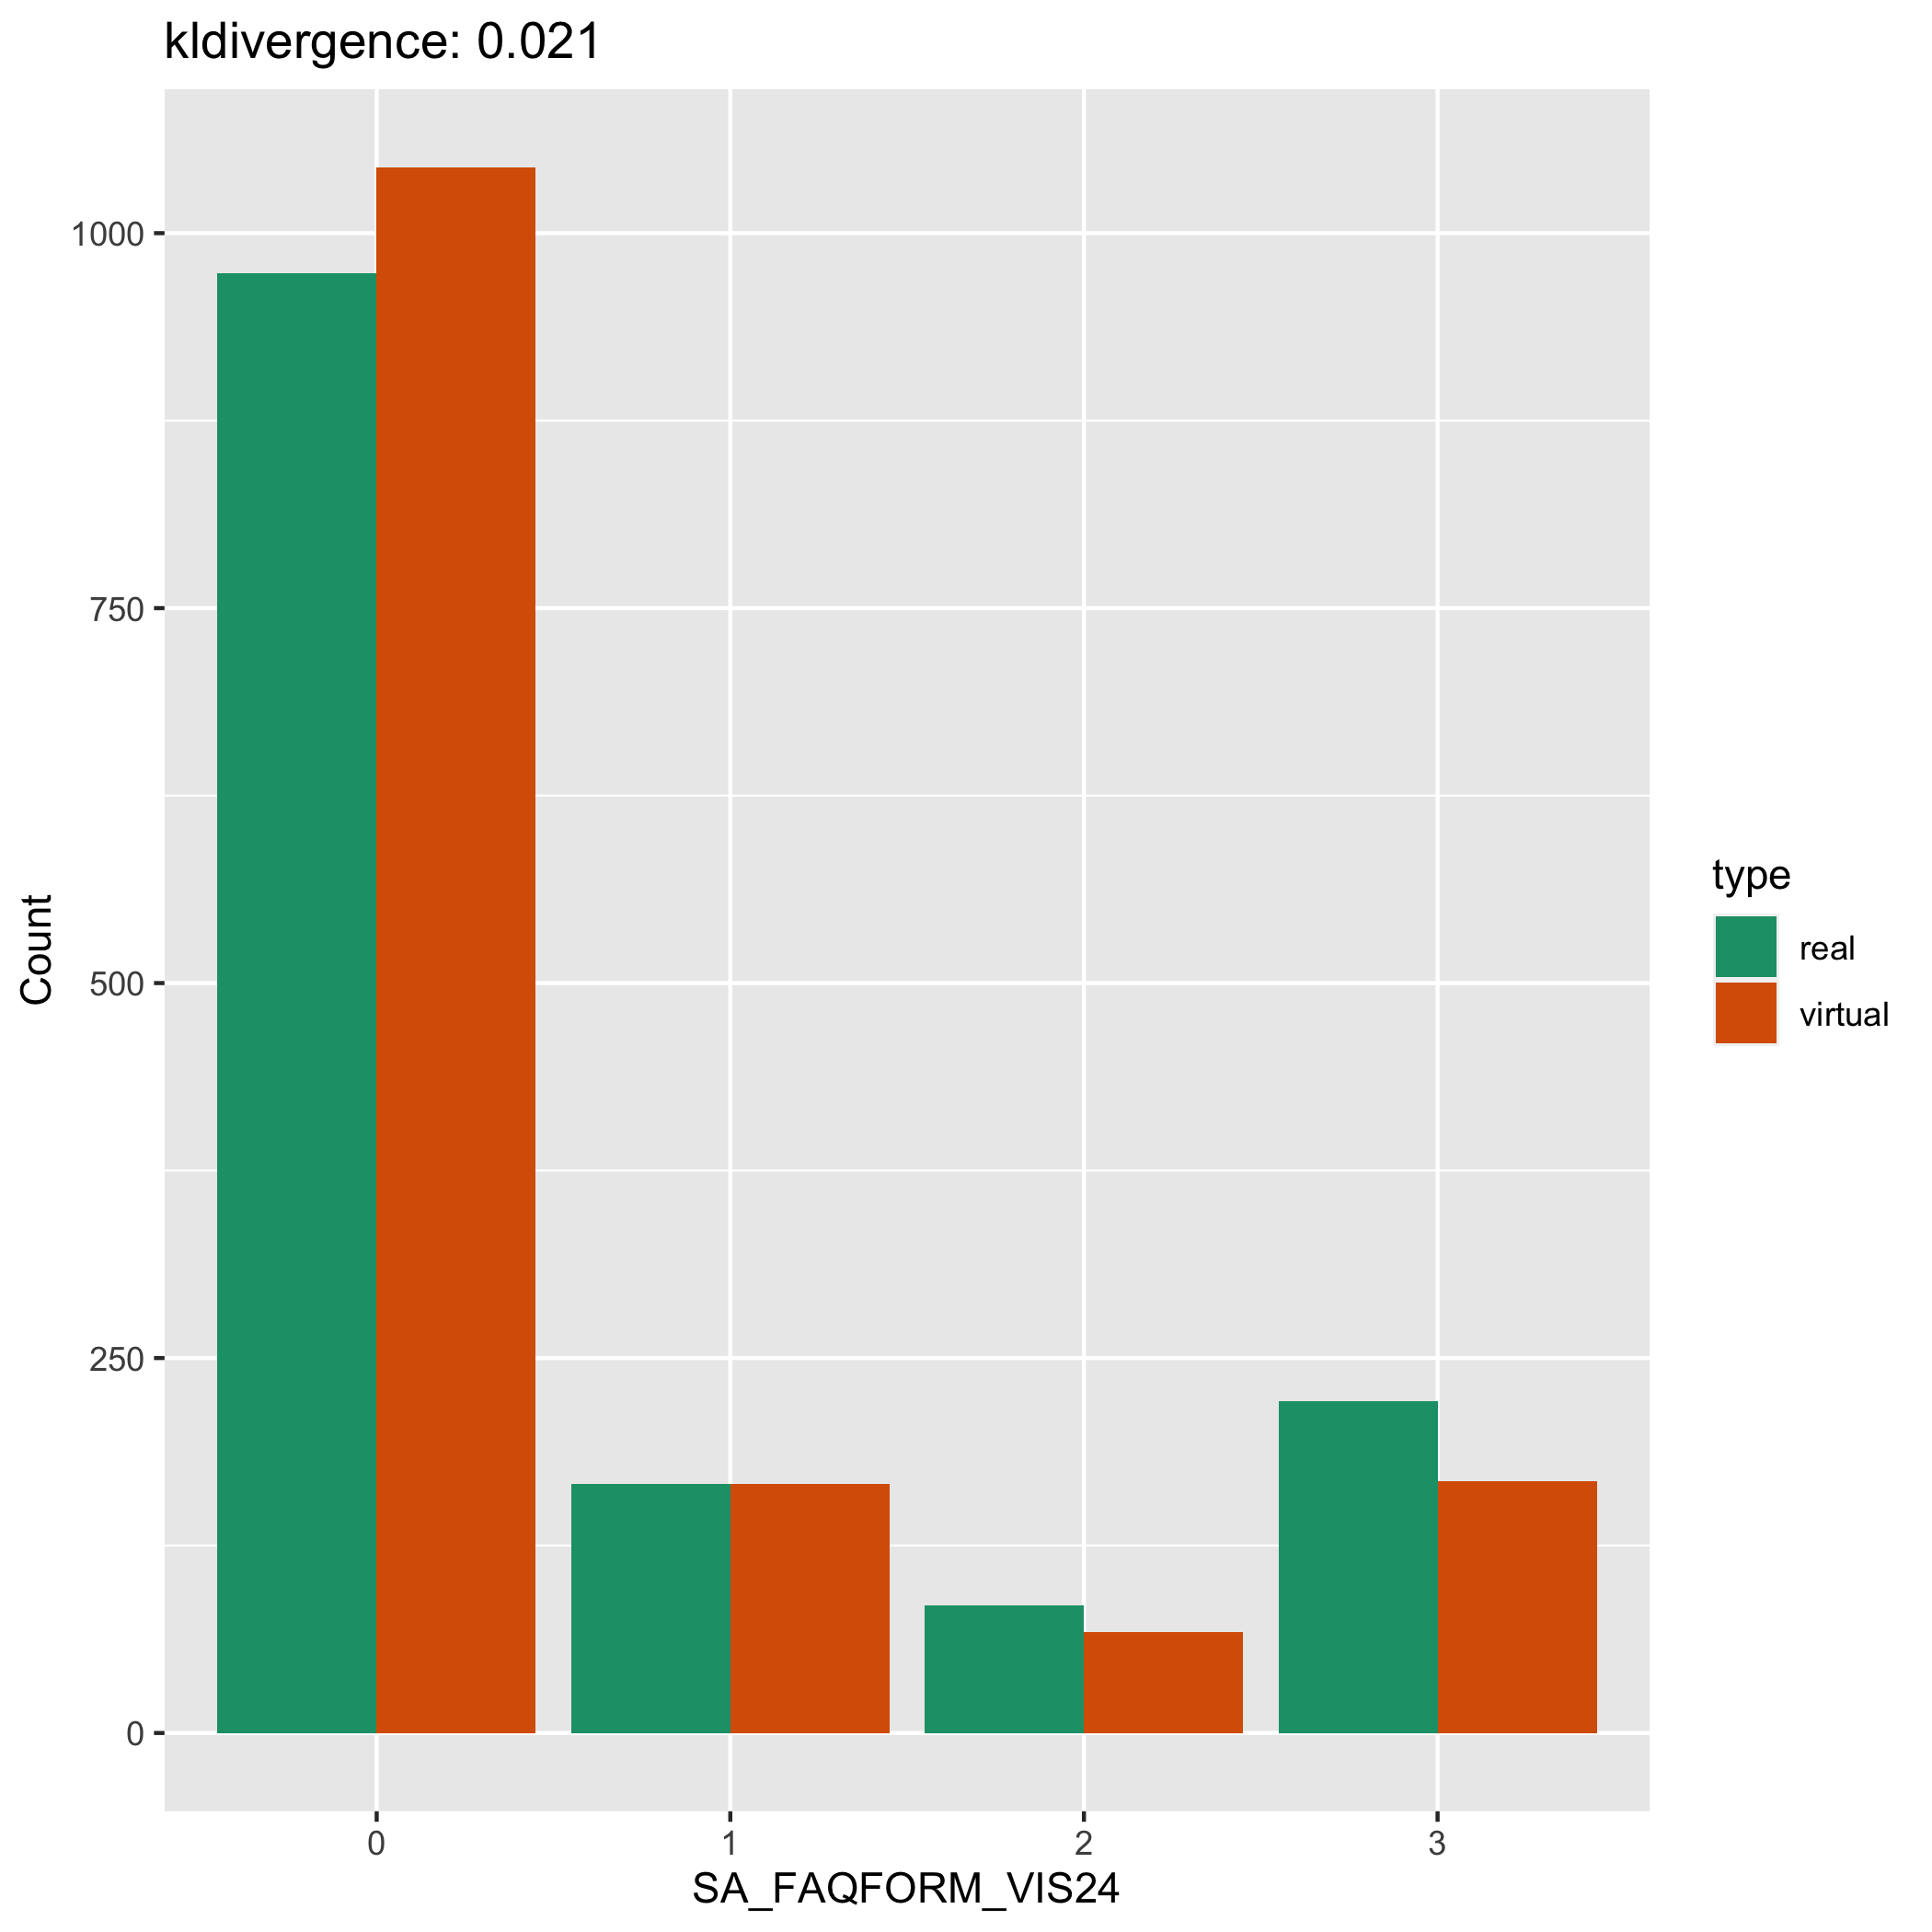 kldivergence: 0.021
1000
750
500
250
0
Count
0 1 2 3
SA_FAQFORM_VIS24
type
real
virtual